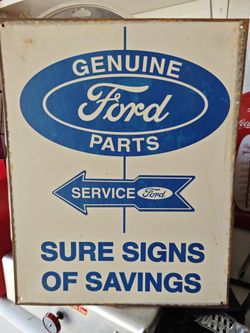 GENUINE
Ford
PARTS
SERVICE Ford
SURE SIGNS
OF SAVINGS